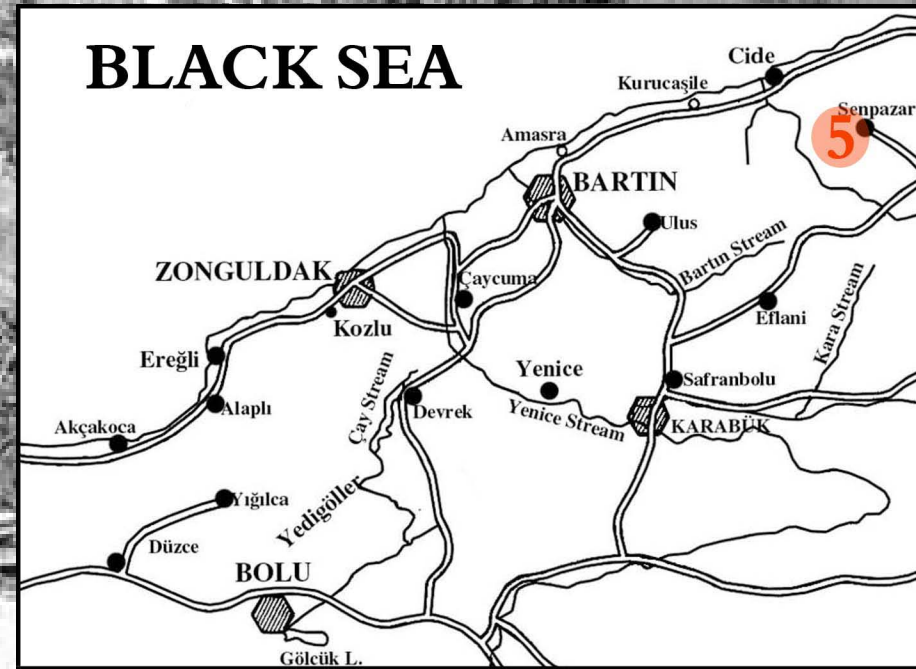 BLACK SEA
Cide
Kurucaşile
Senpazar
5
Amasra
BARTIN
Ulus
Bartın Stream
ZONGULDAK
Çaycuma
Kozlu
Eflani
Kara Stream
Ereğli
Yenice
Safranbolu
Çay Stream
Alaplı
Devrek
Yenice Stream
KARABÜK
Akçakoca
Yığılca
Yedigöller
Düzce
BOLU
Gölcük L.